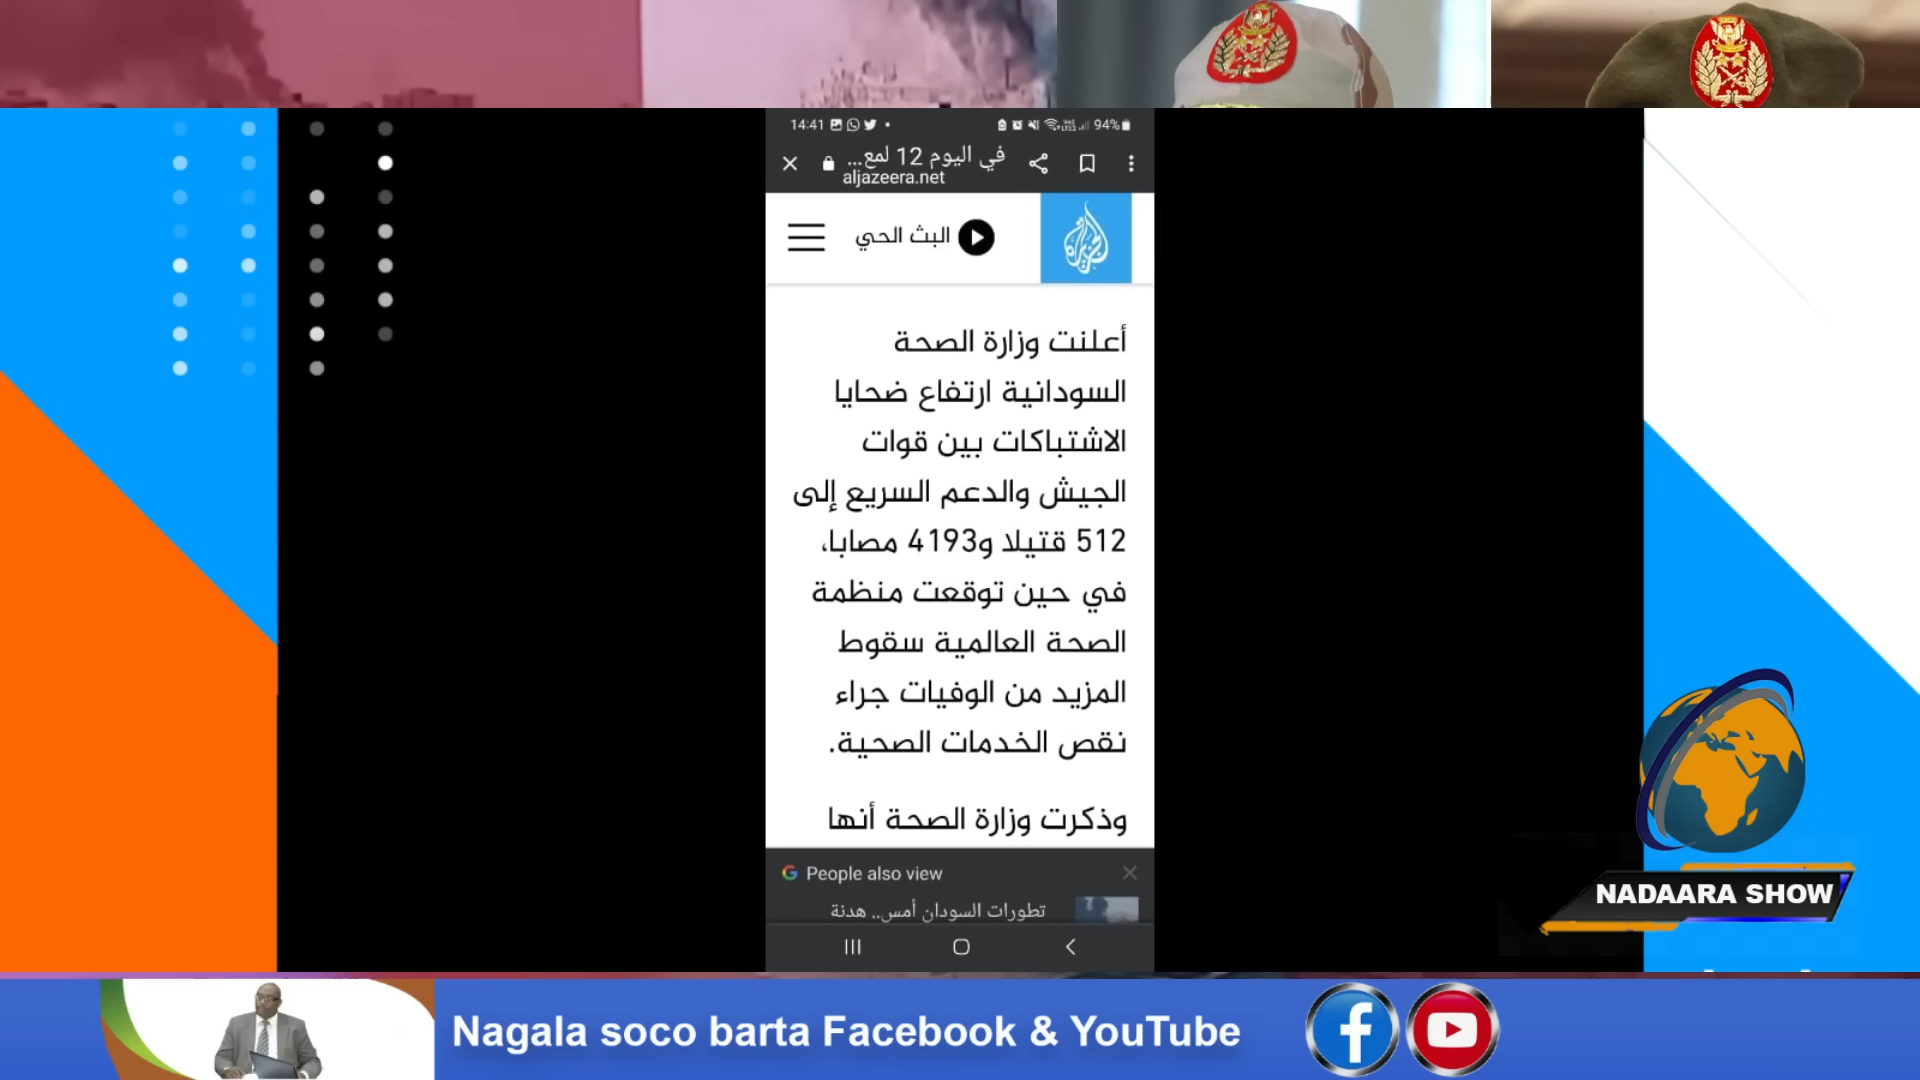 14:41
94%
في اليوم 12 لمع...
aljazeera.net
البث الحي
الجزيرة
أعلنت وزارة الصحة
السودانية ارتفاع ضحايا
الاشتباكات بين قوات
الجيش والدعم السريع إلى
512 قتيلا و4193 مصابا،
في حين توقعت منظمة
الصحة العالمية سقوط
المزيد من الوفيات جراء
نقص الخدمات الصحية.
وذكرت وزارة الصحة أنها
People also view
تطورات السودان أمس.. هدنة
NADAARA SHOW
Nagala soco barta Facebook & YouTube